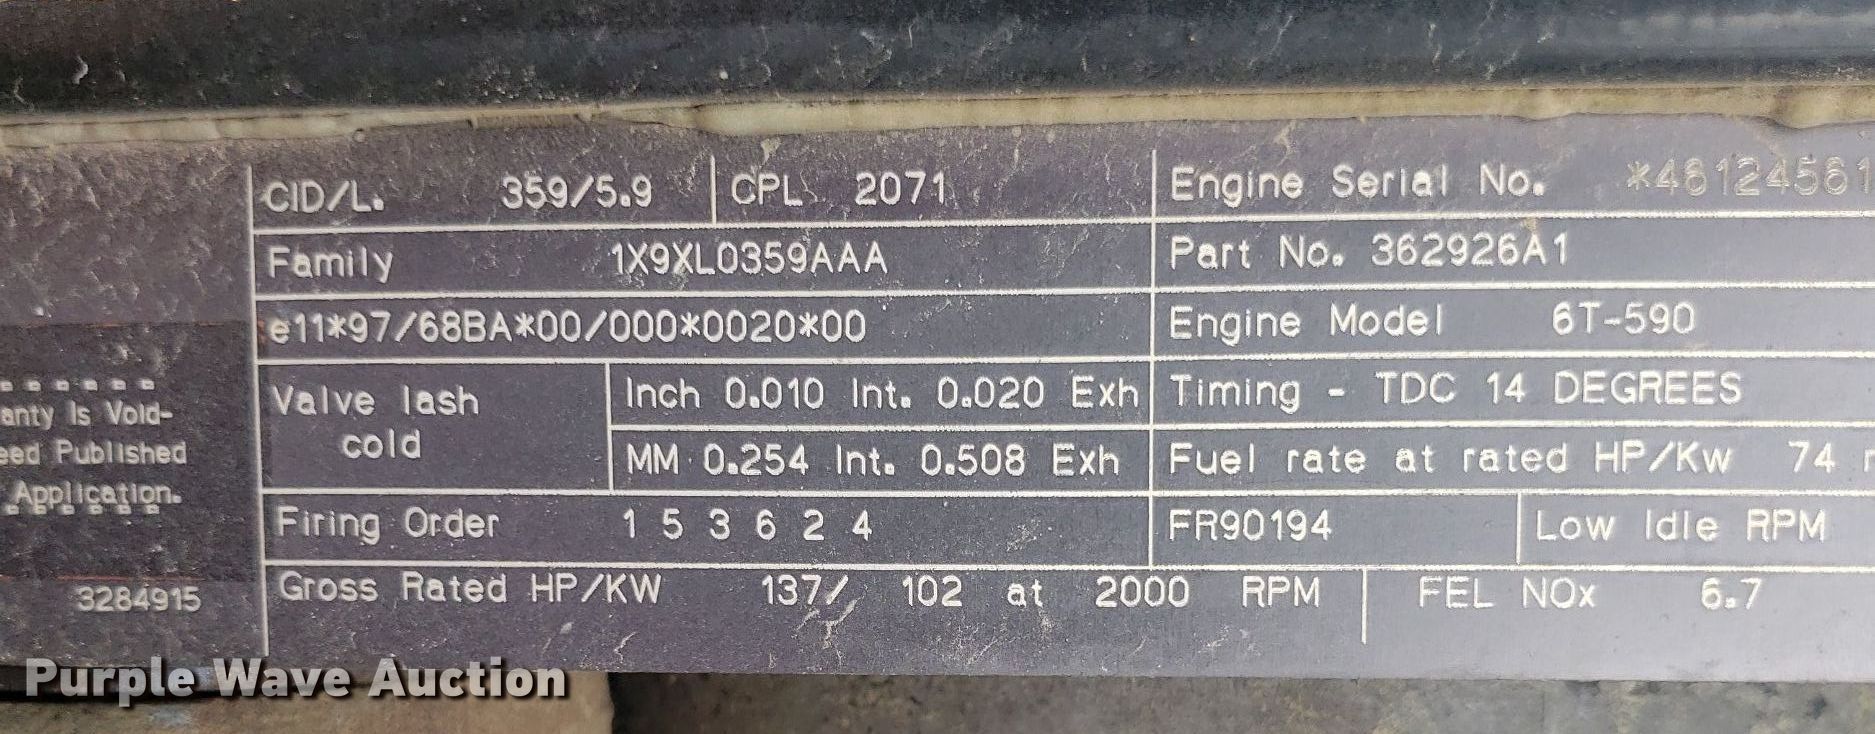 CID/L. 359/5.9 CPL 2071 Engine Serial No.
Family 1X9XL0359AAA Part No. 362926A1
e11*97/68BA*00/000*0020*00 Engine Model 6T-590
Valve lash cold Inch 0.010 Int. 0.020 Exh Timing - TDC 14 DEGREES
MM 0.254 Int. 0.508 Exh Fuel rate at rated HP/Kw 74
Firing Order 1 5 3 6 2 4 FR90194 Low Idle RPM
Gross Rated HP/KW 137/ 102 at 2000 RPM FEL NOx 6.7
anty Is Void-
eed Published
Application.
3284915
Purple Wave Auction